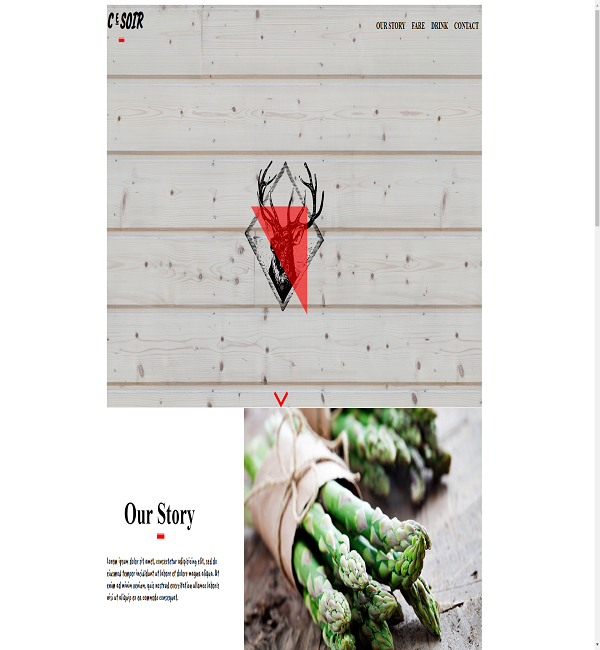 CE SOIR
OUR STORY FARE DRINK CONTACT
Our Story
Lorem ipsum dolor sit amet, consectetur adipisicing elit, sed do
eiusmod tempor incididunt ut labore et dolore magna aliqua. Ut
enim ad minim veniam, quis nostrud exercitation ullamco laboris
nisi ut aliquip ex ea commodo consequat.